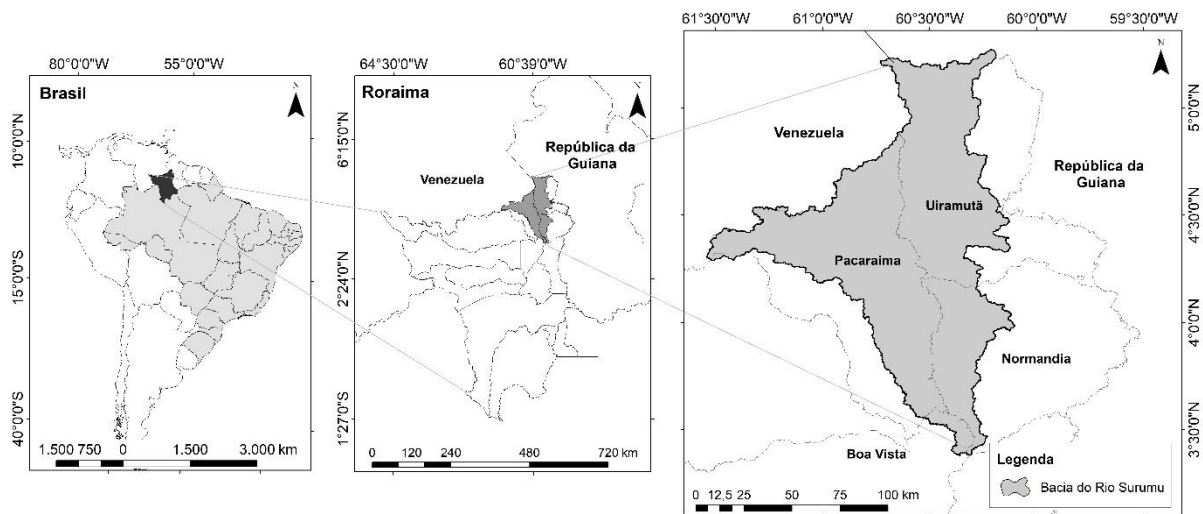 80°0'0"W 55°0'0"W
Brasil
N
10°0'0"N
15°0'0"S
40°0'0"S
1.500 750 0 1.500 3.000 km
64°30'0"W 60°39'0"W
Roraima
N
6°15'0"N
2°24'0"N
1°27'0"S
República da
Guiana
Venezuela
0 120 240 480 720 km
61°30'0"W 61°0'0"W 60°30'0"W 60°0'0"W 59°30'0"W
N
5°0'0"N
4°30'0"N
4°0'0"N
3°30'0"N
Venezuela
República da
Guiana
Uiramutã
Pacaraima
Normandia
Boa Vista
Legenda
Bacia do Rio Surumu
0 12,5 25 50 75 100 km